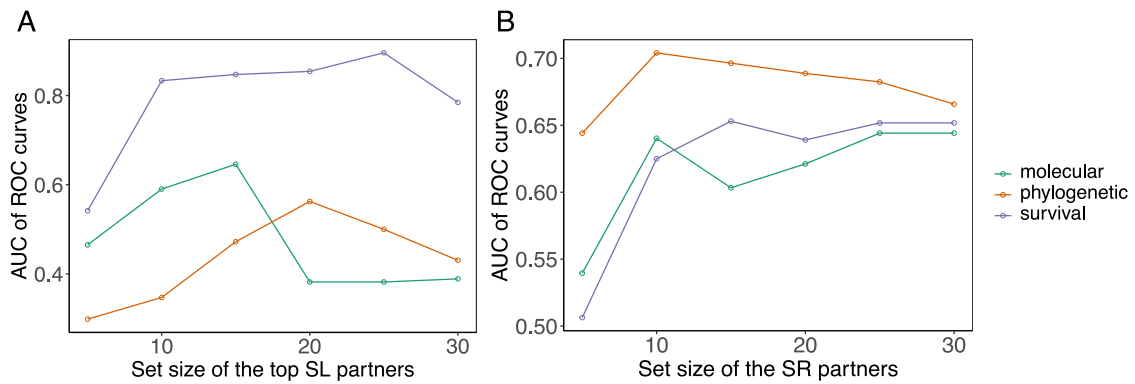 A
AUC of ROC curves
0.8
0.6
0.4
10
20
30
Set size of the top SL partners
B
AUC of ROC curves
0.70
0.65
0.60
0.55
0.50
10
20
30
Set size of the SR partners
molecular
phylogenetic
survival